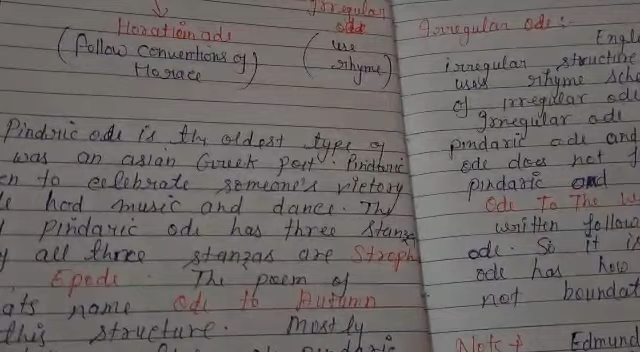 Horatian ode
(Follow conventions of
Horace)
Irregular
ode
(use
rhyme)
Pindaric ode is the oldest type of
was an asian Greek poet. Pindaric
en to celebrate someone's victory
had music and dance. The
pindaric ode has three stanza
y all three stanzas are Stroph
Epode. The poem of
ats name Ode to Autumn
this structure. Mostly
Irregular ode:-
Engl
irregular structure
uses rhyme sch
of irregular ode
Irregular ode
pindaric ode and
ode does not f
pindaric and
Ode To The W
written follow
ode. So it is
ode has how
not boundat
Note → Edmund